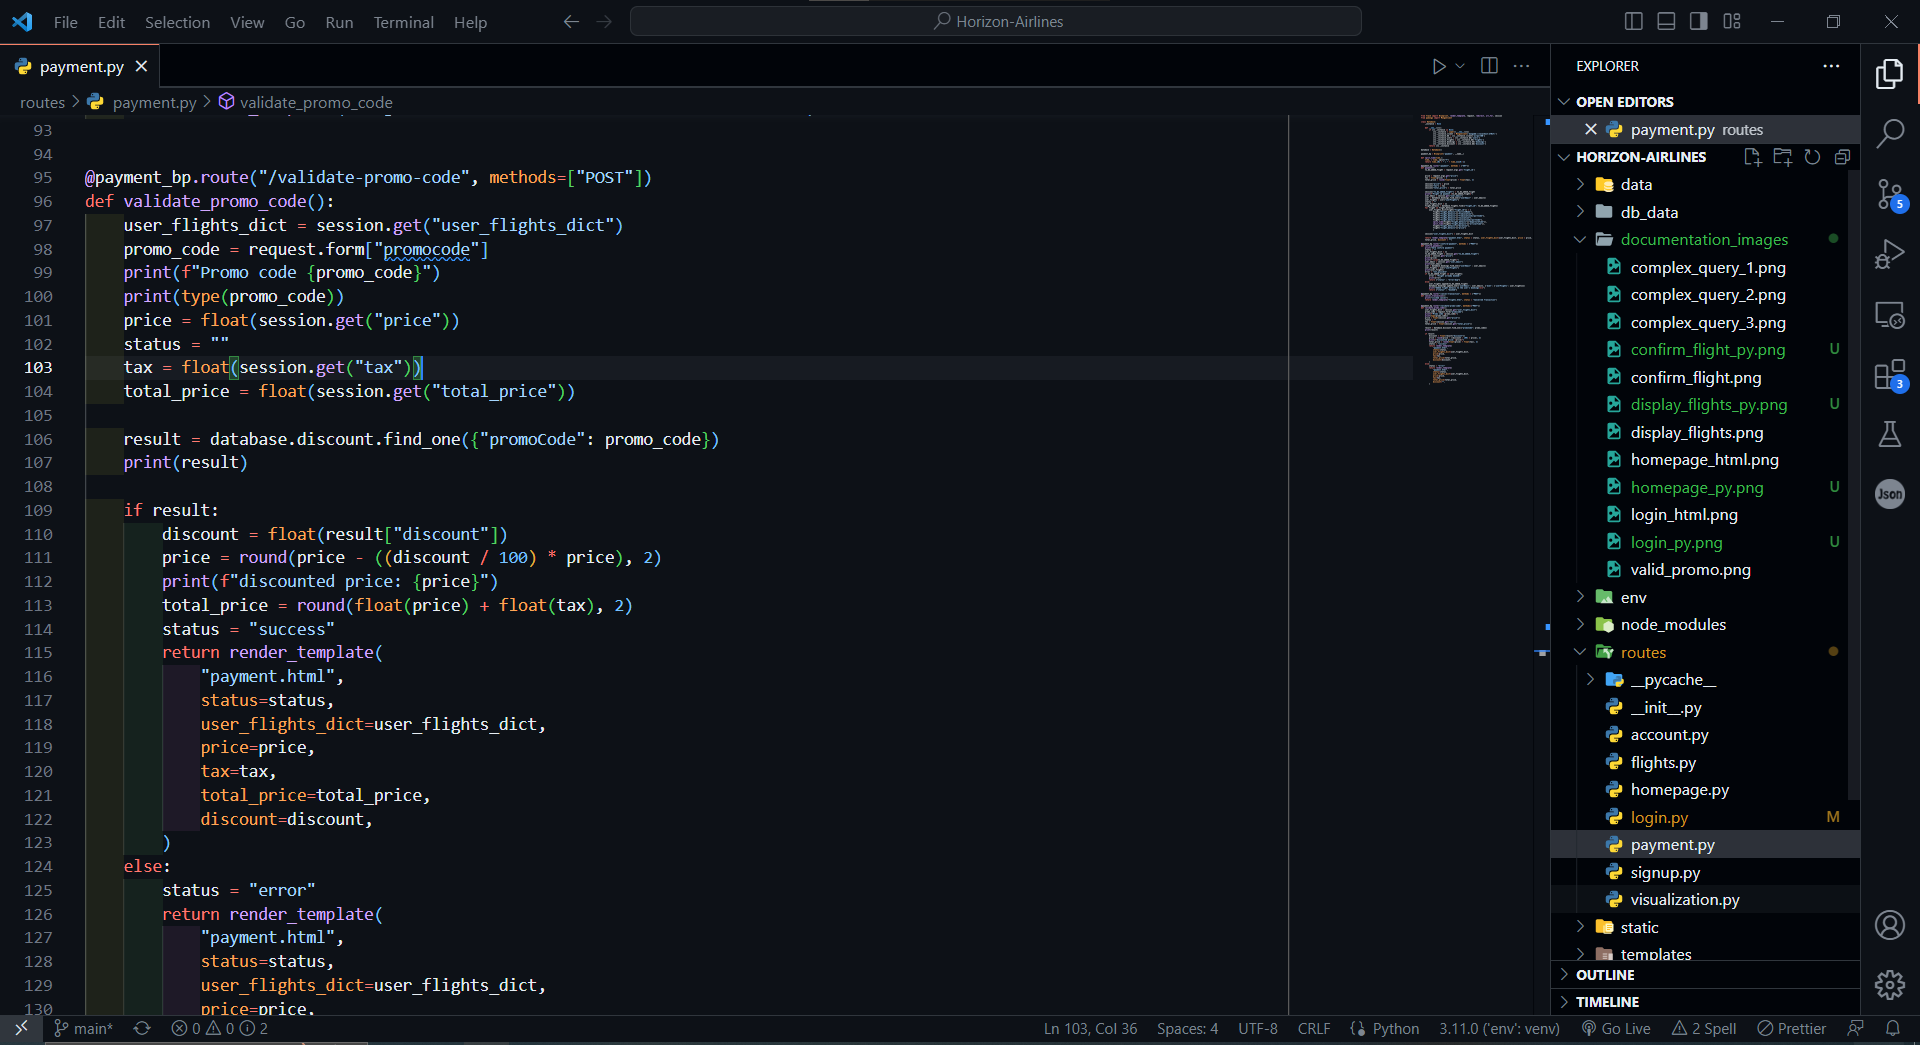 File Edit Selection View Go Run Terminal Help
Horizon-Airlines
payment.py
routes > payment.py > validate_promo_code
93
94
95 @payment_bp.route("/validate-promo-code", methods=["POST"])
96 def validate_promo_code():
97 user_flights_dict = session.get("user_flights_dict")
98 promo_code = request.form["promocode"]
99 print(f"Promo code {promo_code}")
100 print(type(promo_code))
101 price = float(session.get("price"))
102 status = ""
103 tax = float(session.get("tax"))
104 total_price = float(session.get("total_price"))
105
106 result = database.discount.find_one({"promoCode": promo_code})
107 print(result)
108
109 if result:
110 discount = float(result["discount"])
111 price = round(price - ((discount / 100) * price), 2)
112 print(f"discounted price: {price}")
113 total_price = round(float(price) + float(tax), 2)
114 status = "success"
115 return render_template(
116 "payment.html",
117 status=status,
118 user_flights_dict=user_flights_dict,
119 price=price,
120 tax=tax,
121 total_price=total_price,
122 discount=discount,
123 )
124 else:
125 status = "error"
126 return render_template(
127 "payment.html",
128 status=status,
129 user_flights_dict=user_flights_dict,
130 price=price,
EXPLORER
OPEN EDITORS
payment.py routes
HORIZON-AIRLINES
data
db_data
documentation_images
complex_query_1.png
complex_query_2.png
complex_query_3.png
confirm_flight_py.png U
confirm_flight.png
display_flights_py.png U
display_flights.png
homepage_html.png
homepage_py.png U
login_html.png
login_py.png U
valid_promo.png
env
node_modules
routes
__pycache__
__init__.py
account.py
flights.py
homepage.py
login.py M
payment.py
signup.py
visualization.py
static
templates
OUTLINE
TIMELINE
5
3
Json
main* 0 0 2
Ln 103, Col 36 Spaces: 4 UTF-8 CRLF Python 3.11.0 ('env': venv) Go Live 2 Spell Prettier